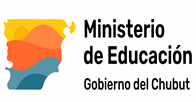 Ministerio
de Educación
Gobierno del Chubut